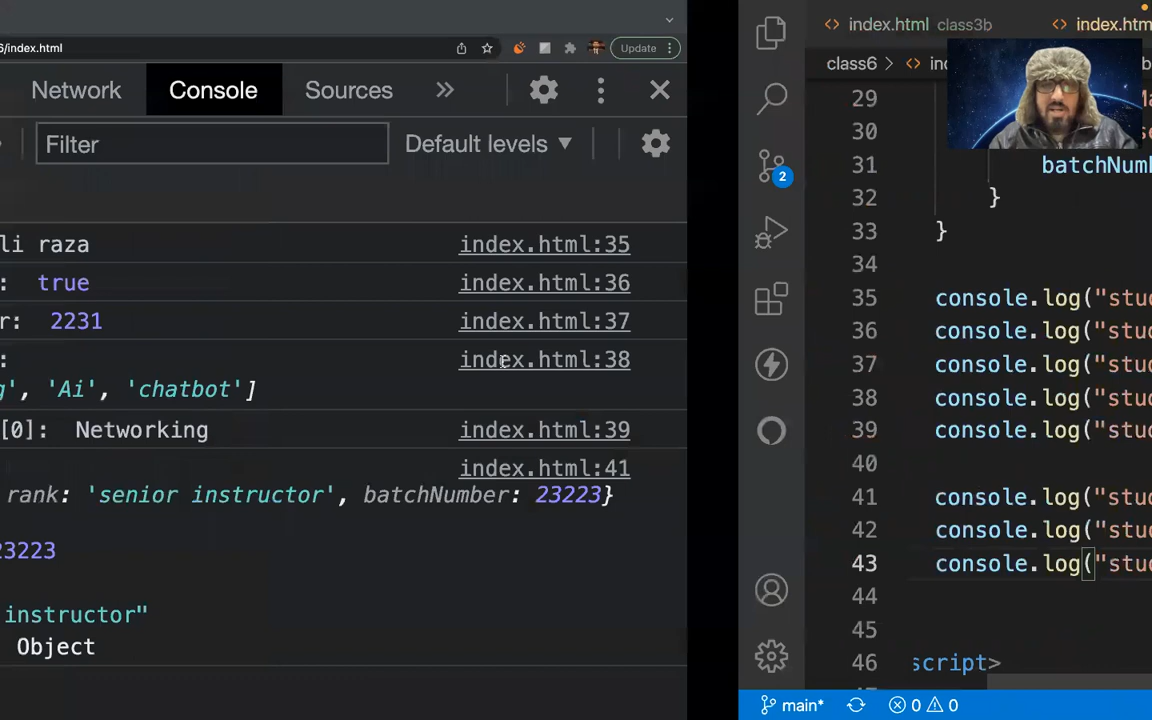 6/index.html
Update
Network
Console
Sources
Filter
Default levels
li raza
index.html:35
: true
index.html:36
r: 2231
index.html:37
:
index.html:38
g', 'Ai', 'chatbot']
[0]: Networking
index.html:39
index.html:41
rank: 'senior instructor', batchNumber: 23223}
23223
instructor"
Object
index.html class3b
index.htm
class6 > inc
29
30
31 batchNumb
32 }
33 }
34
35 console.log("stu
36 console.log("stu
37 console.log("stu
38 console.log("stu
39 console.log("stu
40
41 console.log("stu
42 console.log("stu
43 console.log("stu
44
45
46 script>
2
main*
0 0